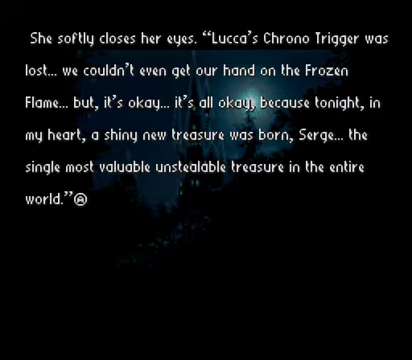 She softly closes her eyes. “Lucca’s Chrono Trigger was
lost... we couldn’t even get our hand on the Frozen
Flame... but, it’s okay... it’s all okay, because tonight, in
my heart, a shiny new treasure was born, Serge... the
single most valuable unstealable treasure in the entire
world.”